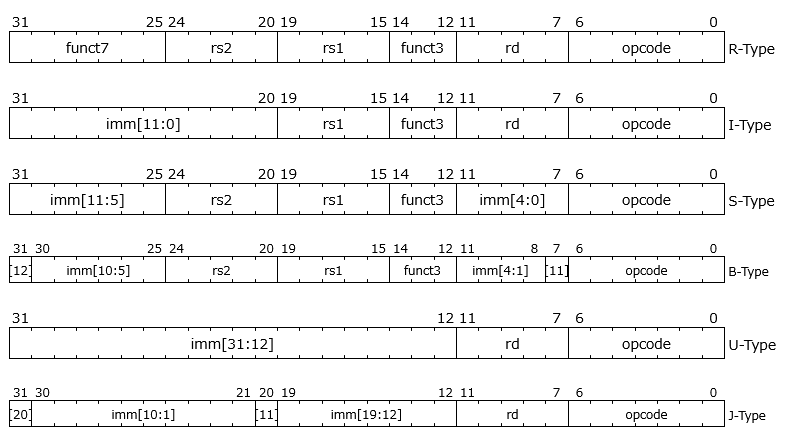 31 25 24 20 19 15 14 12 11 7 6 0
funct7 rs2 rs1 funct3 rd opcode R-Type
31 20 19 15 14 12 11 7 6 0
imm[11:0] rs1 funct3 rd opcode I-Type
31 25 24 20 19 15 14 12 11 7 6 0
imm[11:5] rs2 rs1 funct3 imm[4:0] opcode S-Type
31 30 25 24 20 19 15 14 12 11 8 7 6 0
[12] imm[10:5] rs2 rs1 funct3 imm[4:1] [11] opcode B-Type
31 12 11 7 6 0
imm[31:12] rd opcode U-Type
31 30 21 20 19 12 11 7 6 0
[20] imm[10:1] [11] imm[19:12] rd opcode J-Type